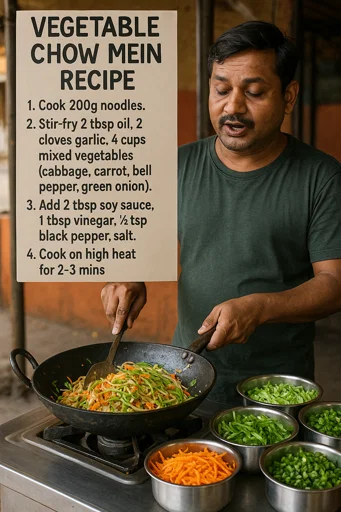 VEGETABLE
CHOW MEIN
RECIPE
1. Cook 200g noodles.
2. Stir-fry 2 tbsp oil, 2
cloves garlic, 4 cups
mixed vegetables
(cabbage, carrot, bell
pepper, green onion).
3. Add 2 tbsp soy sauce,
1 tbsp vinegar, ½ tsp
black pepper, salt.
4. Cook on high heat
for 2-3 mins